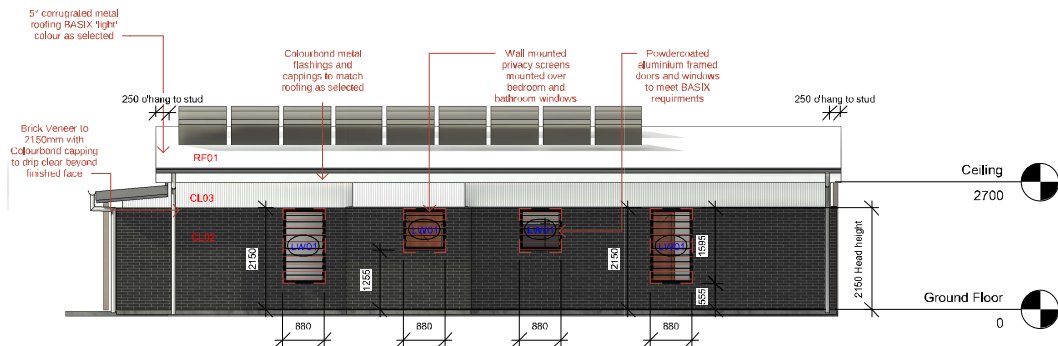 5° corrugated metal
roofing BASIX 'light'
colour as selected
Colourbond metal
flashings and
cappings to match
roofing as selected
Wall mounted
privacy screens
mounted over
bedroom and
bathroom windows
Powdercoated
aluminium framed
doors and windows
to meet BASIX
requirments
250 o'hang to stud
250 o'hang to stud
Brick Veneer to
2150mm with
Colourbond capping
to drip clear beyond
finished face
RF01
CL03
CL02
LW01
LW01
2150
1255
2150
1595
555
2150 Head height
880
880
880
880
Ceiling
2700
Ground Floor
0